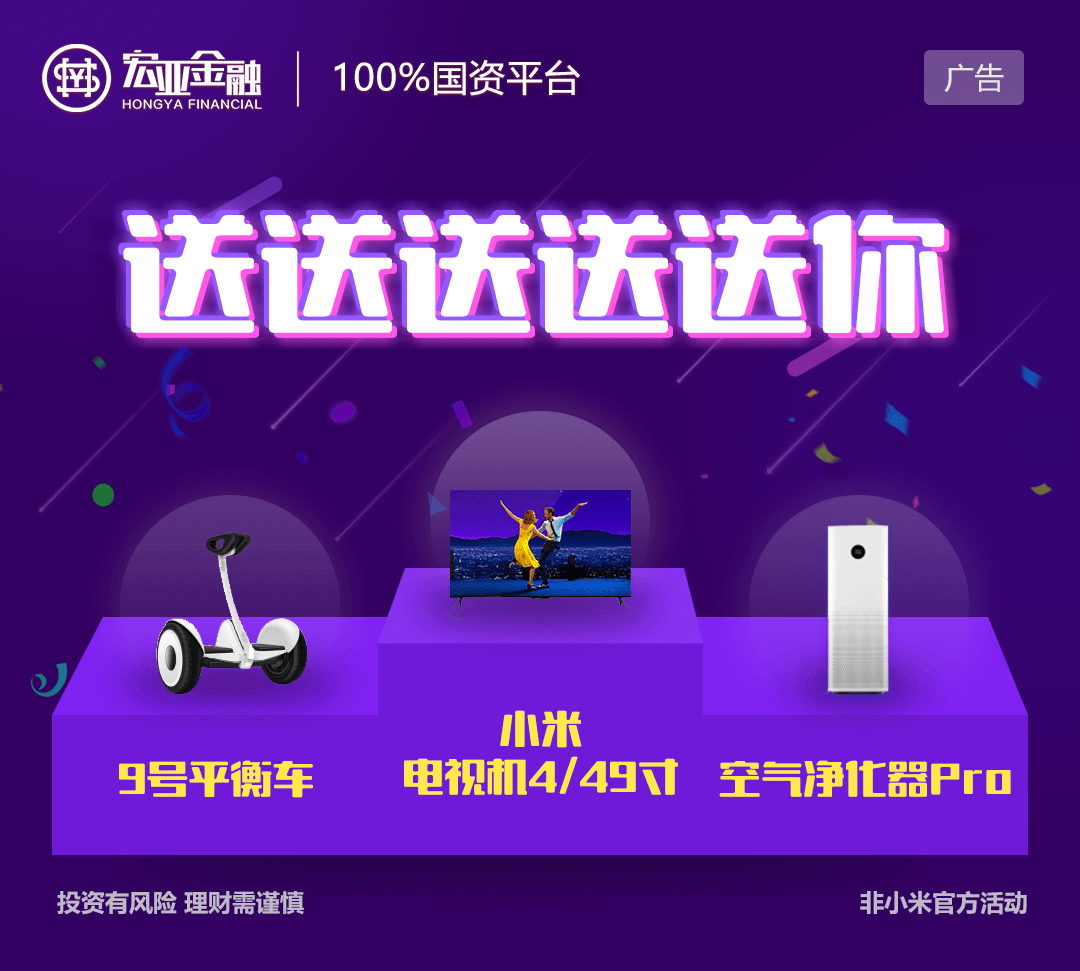 宏亚金融
HONGYA FINANCIAL
100%国资平台
广告
送送送送送你
9号平衡车
小米
电视机4/49寸
空气净化器Pro
投资有风险 理财需谨慎
非小米官方活动